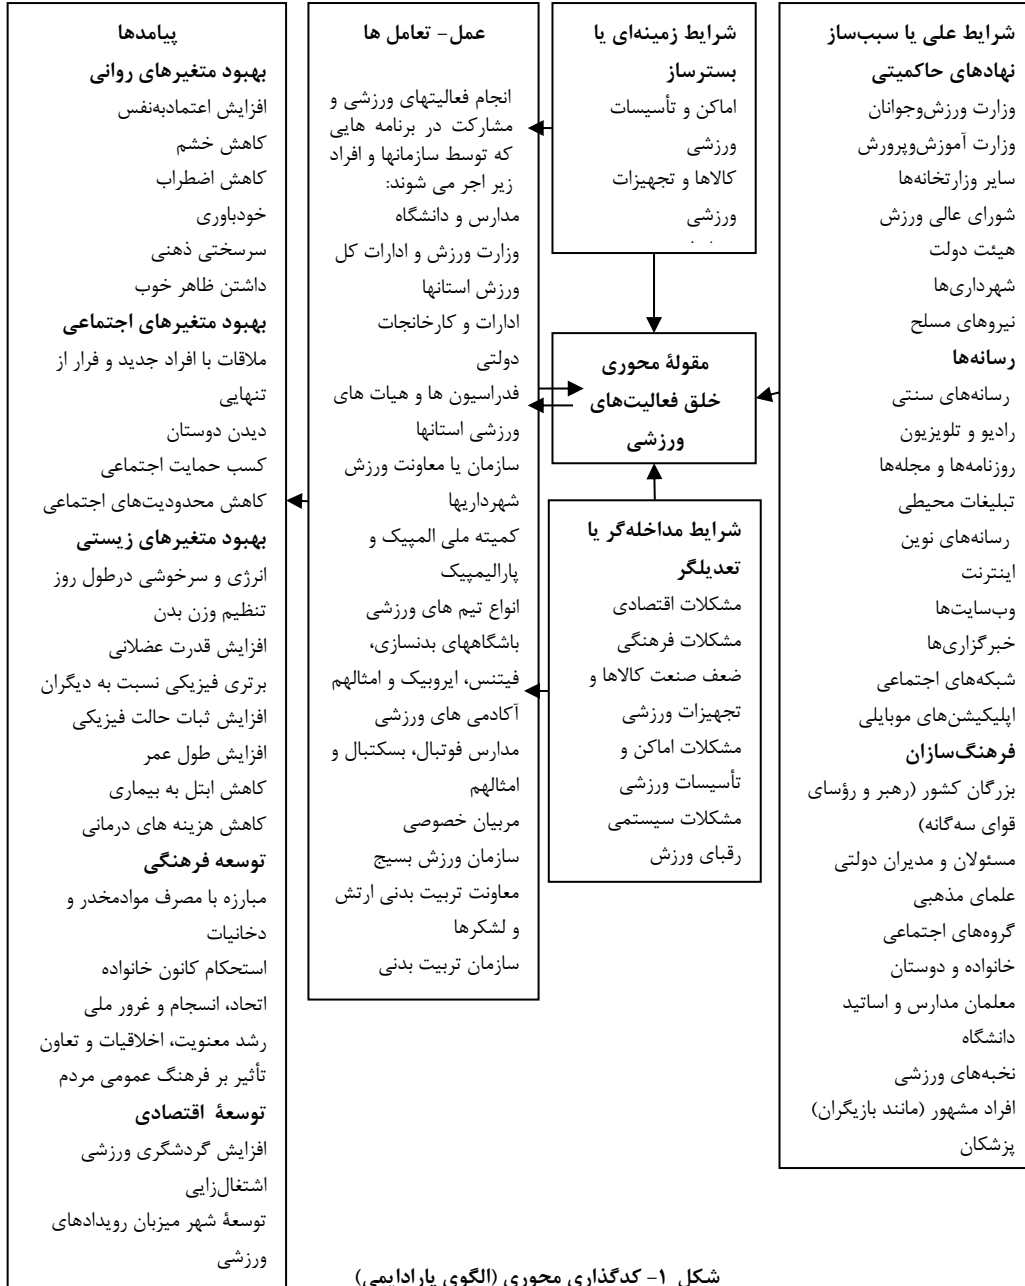 شرایط علی یا سبب‌ساز
نهادهای حاکمیتی
وزارت ورزش‌وجوانان
وزارت آموزش‌وپرورش
سایر وزارتخانه‌ها
شورای عالی ورزش
هیئت دولت
شهرداری‌ها
نیروهای مسلح
رسانه‌ها
رسانه‌های سنتی
رادیو و تلویزیون
روزنامه‌ها و مجله‌ها
تبلیغات محیطی
رسانه‌های نوین
اینترنت
وب‌سایت‌ها
خبرگزاری‌ها
شبکه‌های اجتماعی
اپلیکیشن‌های موبایلی
فرهنگ‌سازان
بزرگان کشور (رهبر و رؤسای
قوای سه‌گانه)
مسئولان و مدیران دولتی
علمای مذهبی
گروه‌های اجتماعی
خانواده و دوستان
معلمان مدارس و اساتید
دانشگاه
نخبه‌های ورزشی
افراد مشهور (مانند بازیگران)
پزشکان
شرایط زمینه‌ای یا
بسترساز
اماکن و تأسیسات
ورزشی
کالاها و تجهیزات
ورزشی
مقولهٔ محوری
خلق فعالیت‌های
ورزشی
شرایط مداخله‌گر یا
تعدیلگر
مشکلات اقتصادی
مشکلات فرهنگی
ضعف صنعت کالاها و
تجهیزات ورزشی
مشکلات اماکن و
تأسیسات ورزشی
مشکلات سیستمی
رقبای ورزش
عمل- تعامل ها
انجام فعالیتهای ورزشی و
مشارکت در برنامه هایی
که توسط سازمانها و افراد
زیر اجر می شوند:
مدارس و دانشگاه
وزارت ورزش و ادارات کل
ورزش استانها
ادارات و کارخانجات
دولتی
فدراسیون ها و هیات های
ورزشی استانها
سازمان یا معاونت ورزش
شهرداریها
کمیته ملی المپیک و
پارالیمپیک
انواع تیم های ورزشی
باشگاههای بدنسازی،
فیتنس، ایروبیک و امثالهم
آکادمی های ورزشی
مدارس فوتبال، بسکتبال و
امثالهم
مربیان خصوصی
سازمان ورزش بسیج
معاونت تربیت بدنی ارتش
و لشکرها
سازمان تربیت بدنی
پیامدها
بهبود متغیرهای روانی
افزایش اعتمادبه‌نفس
کاهش خشم
کاهش اضطراب
خودباوری
سرسختی ذهنی
داشتن ظاهر خوب
بهبود متغیرهای اجتماعی
ملاقات با افراد جدید و فرار از
تنهایی
دیدن دوستان
کسب حمایت اجتماعی
کاهش محدودیت‌های اجتماعی
بهبود متغیرهای زیستی
انرژی و سرخوشی درطول روز
تنظیم وزن بدن
افزایش قدرت عضلانی
برتری فیزیکی نسبت به دیگران
افزایش ثبات حالت فیزیکی
افزایش طول عمر
کاهش ابتل به بیماری
کاهش هزینه های درمانی
توسعه فرهنگی
مبارزه با مصرف موادمخدر و
دخانیات
استحکام کانون خانواده
اتحاد، انسجام و غرور ملی
رشد معنویت، اخلاقیات و تعاون
تأثیر بر فرهنگ عمومی مردم
توسعهٔ اقتصادی
افزایش گردشگری ورزشی
اشتغال‌زایی
توسعهٔ شهر میزبان رویدادهای
ورزشی
شکل ۱- کدگذاری محوری (الگوی پارادایمی)